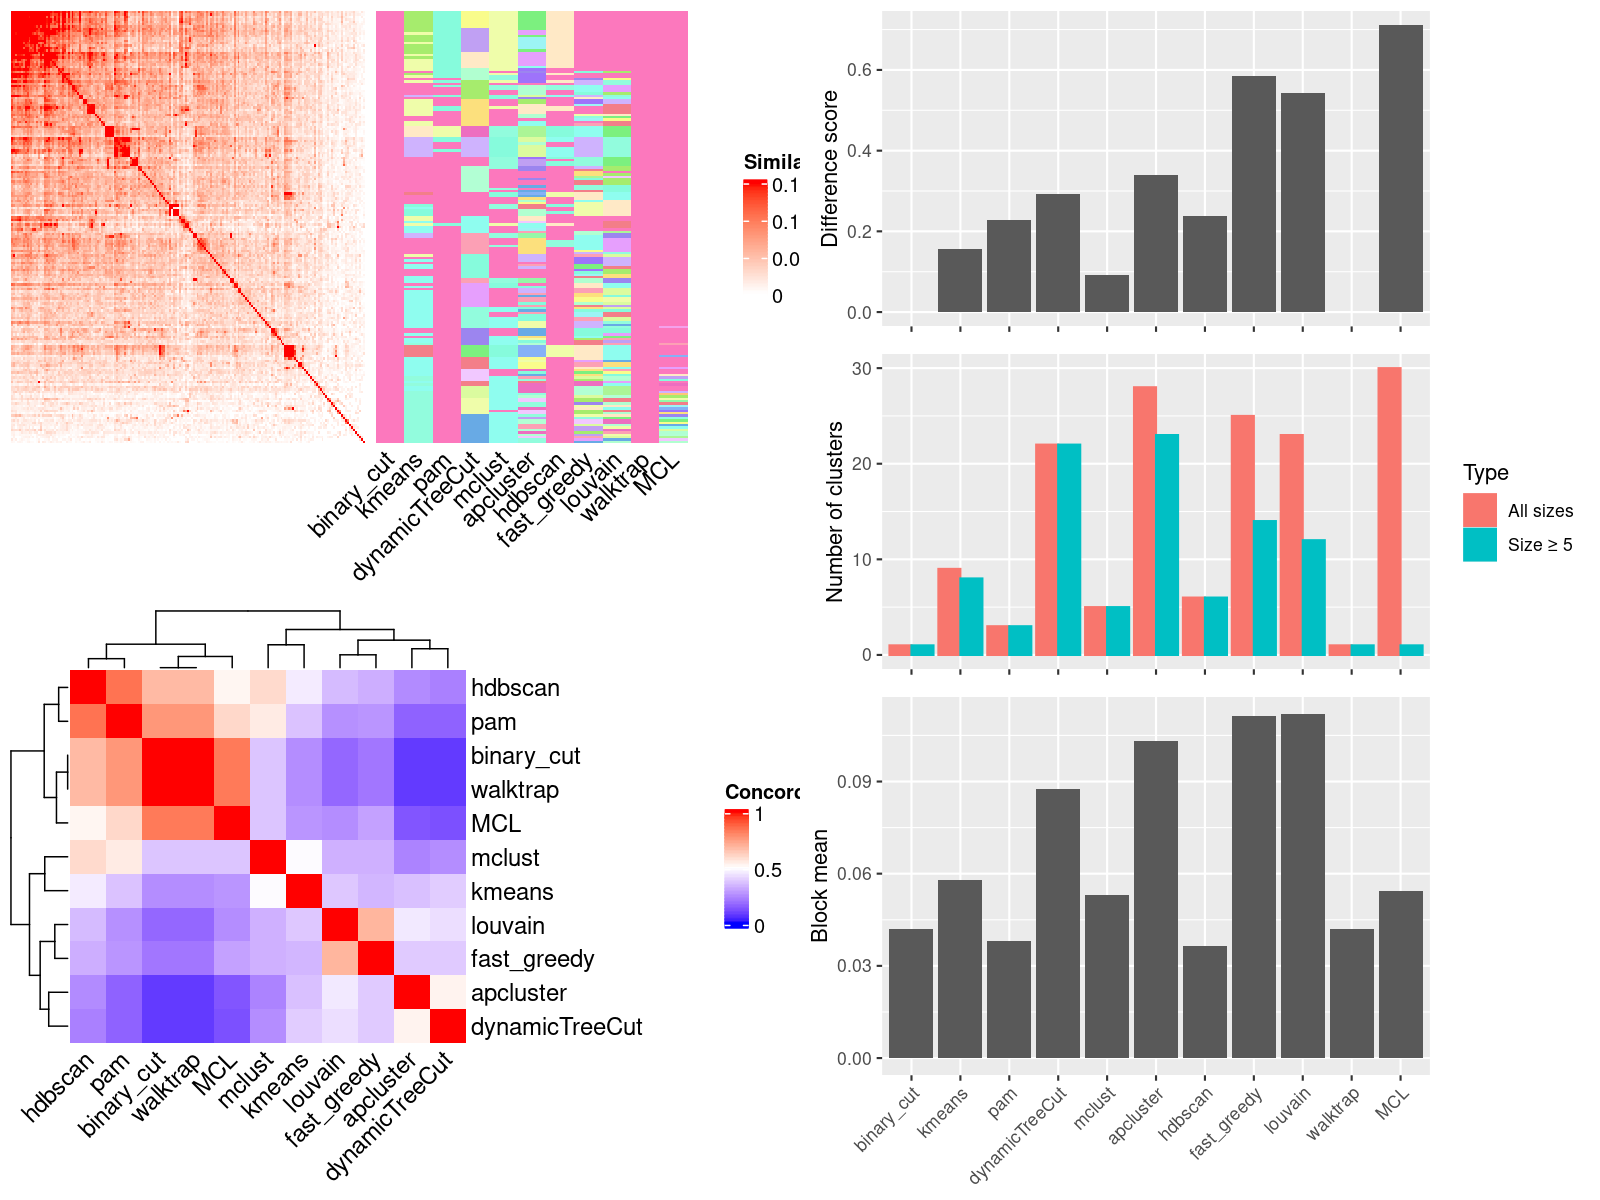 Simila
0.1
0.1
0.0
0
binary_cut
kmeans
pam
dynamicTreeCut
mclust
apcluster
hdbscan
fast_greedy
louvain
walktrap
MCL
hdbscan
pam
binary_cut
walktrap
MCL
mclust
kmeans
louvain
fast_greedy
apcluster
dynamicTreeCut
hdbscan
pam
binary_cut
walktrap
MCL
mclust
kmeans
louvain
fast_greedy
apcluster
dynamicTreeCut
Concord
1
0.5
0
Difference score
0.6
0.4
0.2
0.0
Number of clusters
30
20
10
0
Type
All sizes
Size ≥ 5
Block mean
0.09
0.06
0.03
0.00
binary_cut
kmeans
pam
dynamicTreeCut
mclust
apcluster
hdbscan
fast_greedy
louvain
walktrap
MCL